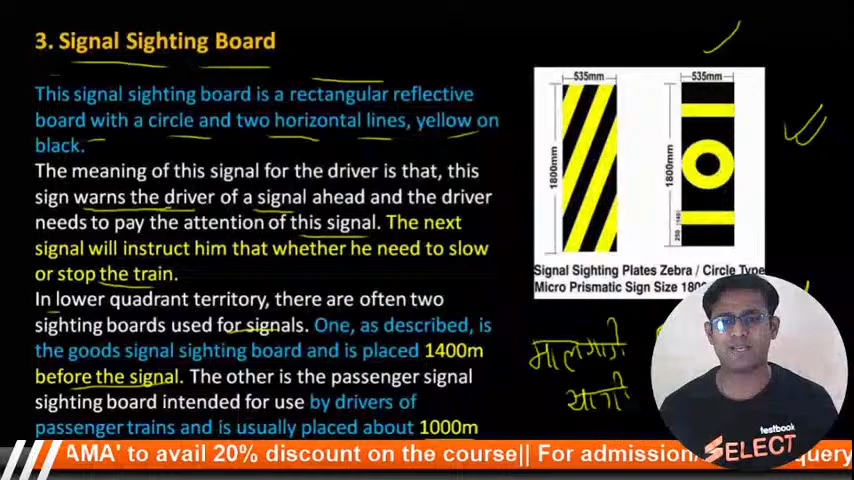 3. Signal Sighting Board
This signal sighting board is a rectangular reflective
board with a circle and two horizontal lines, yellow on
black.
The meaning of this signal for the driver is that, this
sign warns the driver of a signal ahead and the driver
needs to pay the attention of this signal. The next
signal will instruct him that whether he need to slow
or stop the train.
In lower quadrant territory, there are often two
sighting boards used for signals. One, as described, is
the goods signal sighting board and is placed 1400m
before the signal. The other is the passenger signal
sighting board intended for use by drivers of
passenger trains and is usually placed about 1000m
535mm 535mm
1800mm 1800mm
250
Signal Sighting Plates Zebra / Circle Type
Micro Prismatic Sign Size 180
मालगाड़ी
यात्री
testbook
SELECT
AMA' to avail 20% discount on the course|| For admission/ query